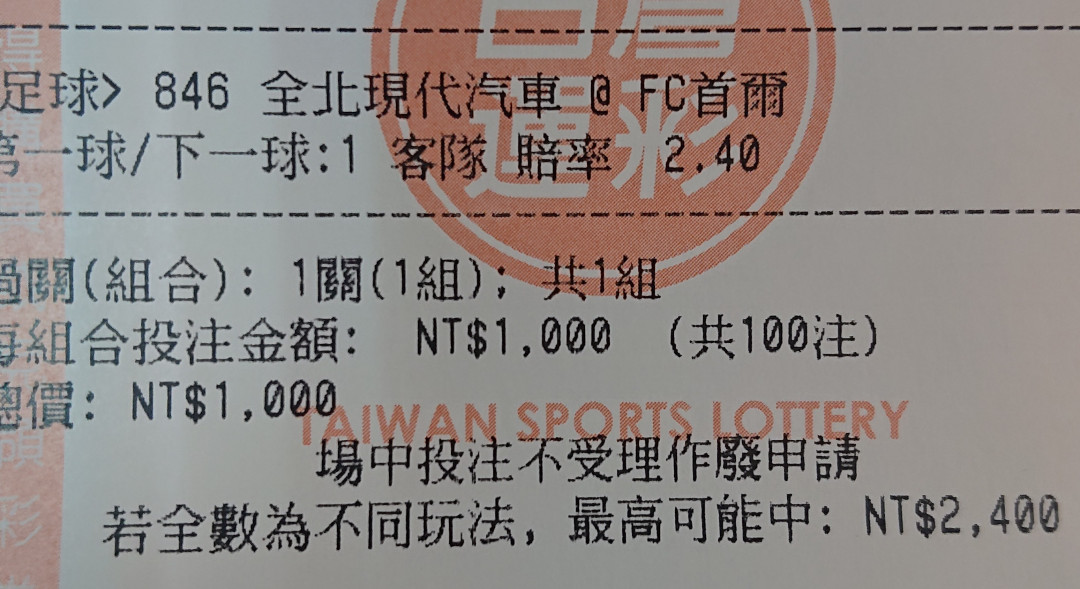 足球> 846 全北現代汽車 @ FC首爾
第一球/下一球:1 客隊 賠率 2.40
過關(組合): 1關(1組); 共1組
每組合投注金額: NT$1,000 (共100注)
總價: NT$1,000
TAIWAN SPORTS LOTTERY
場中投注不受理作廢申請
若全數為不同玩法, 最高可能中: NT$2,400